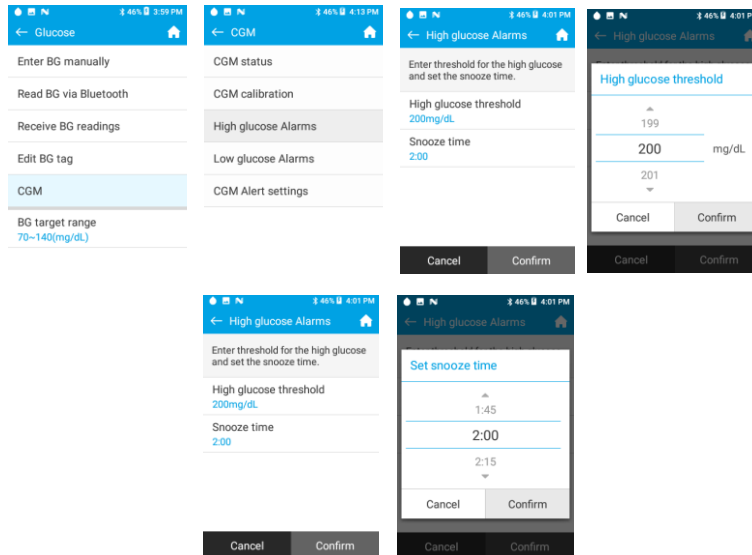 46% 3:59 PM
← Glucose
Enter BG manually
Read BG via Bluetooth
Receive BG readings
Edit BG tag
CGM
BG target range
70~140(mg/dL)
46% 4:13 PM
← CGM
CGM status
CGM calibration
High glucose Alarms
Low glucose Alarms
CGM Alert settings
46% 4:01 PM
← High glucose Alarms
Enter threshold for the high glucose
and set the snooze time.
High glucose threshold
200mg/dL
Snooze time
2:00
Cancel Confirm
46% 4:01 PM
← High glucose Alarms
High glucose threshold
199
200 mg/dL
201
Cancel Confirm
Cancel Confirm
46% 4:01 PM
← High glucose Alarms
Enter threshold for the high glucose
and set the snooze time.
High glucose threshold
200mg/dL
Snooze time
2:00
Cancel Confirm
46% 4:01 PM
← High glucose Alarms
Set snooze time
1:45
2:00
2:15
Cancel Confirm
Cancel Confirm